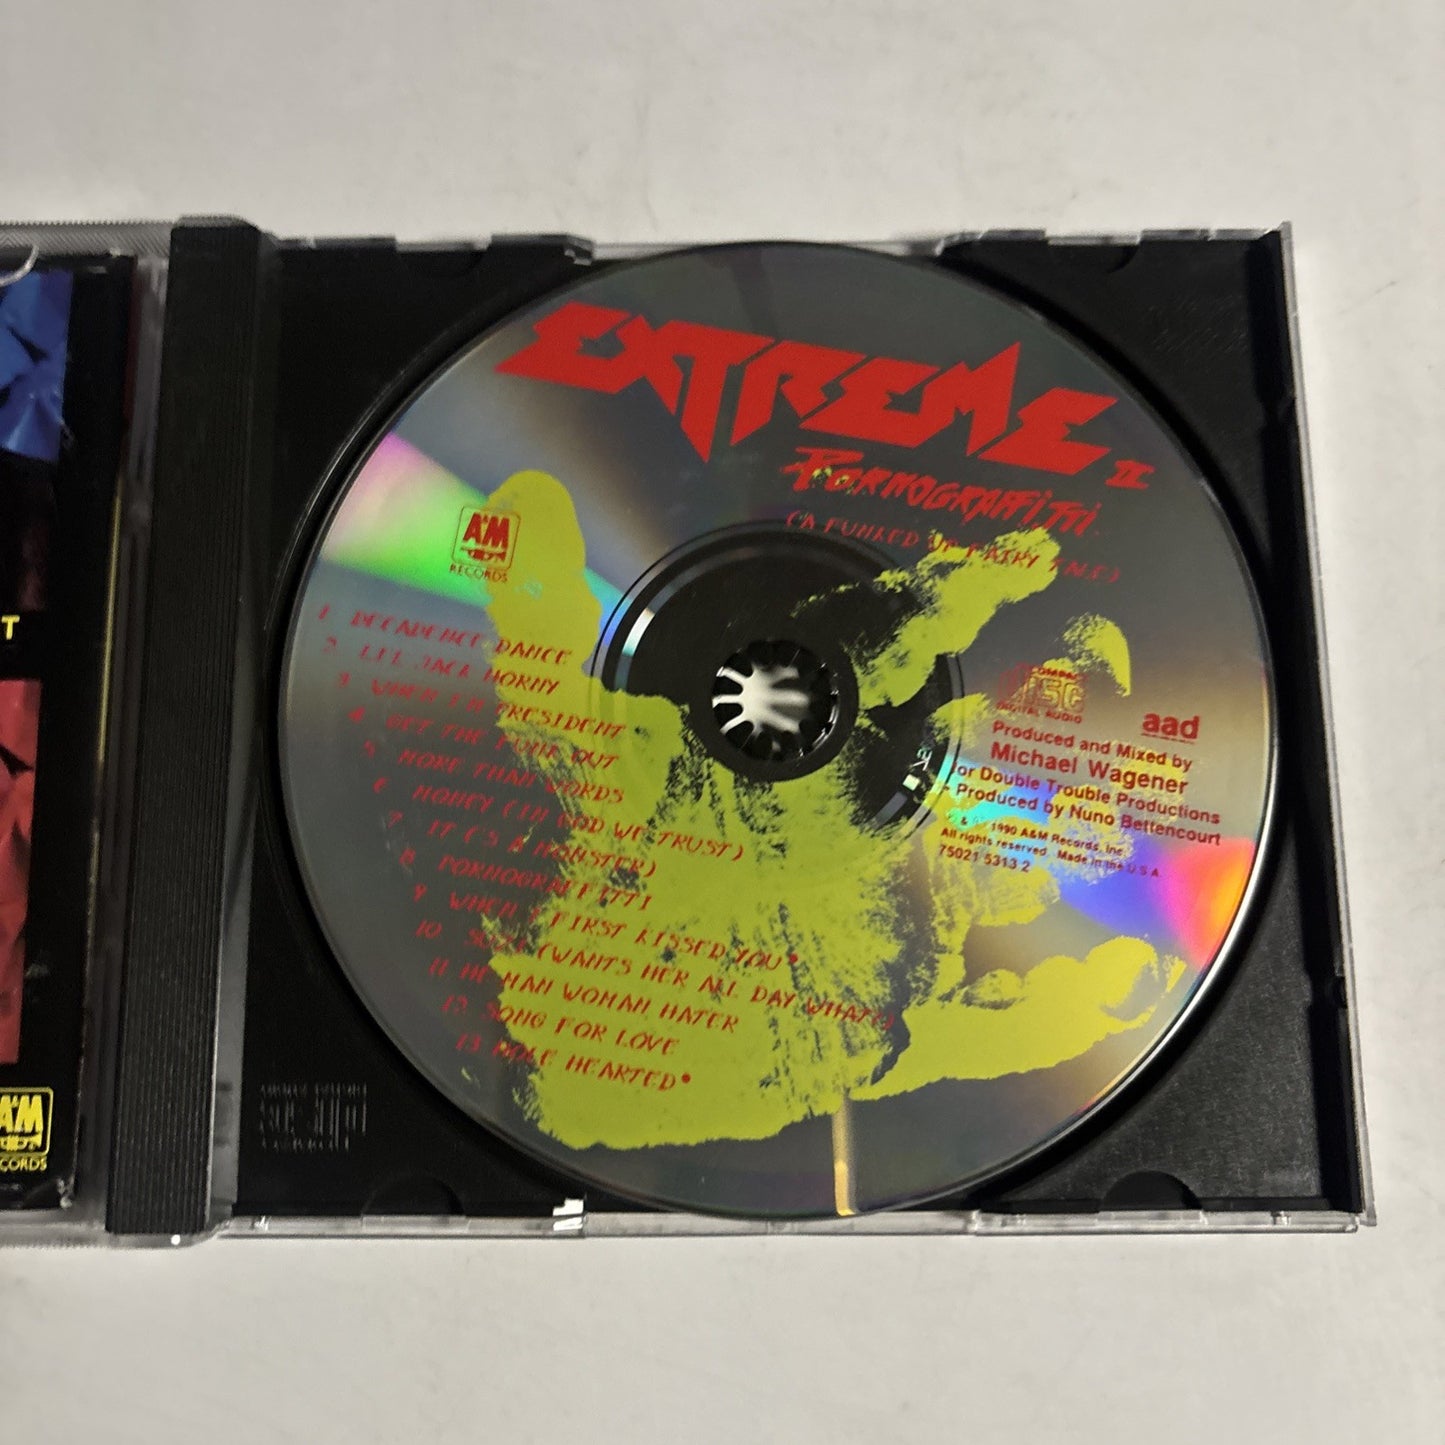 EXTREME II
PORNOGRAFFITTI.
(A FUNKED UP FAIRY TALE)
A&M
RECORDS
1 DECADENCE DANCE
2 LIL JACK HORNY
3 WHEN I'M PRESIDENT
4 GET THE FUNK OUT
5 MORE THAN WORDS
6 MONEY (IN GOD WE TRUST)
7 IT ('S A MONSTER)
8 PORNOGRAFFITTI
9 WHEN I FIRST KISSED YOU •
10 SUZI (WANTS HER ALL DAY WHAT?)
11 HE MAN WOMAN HATER
12 SONG FOR LOVE
13 HOLE HEARTED •
COMPACT
DISC
DIGITAL AUDIO
aad
Produced and Mixed by
Michael Wagener
for Double Trouble Productions
• Produced by Nuno Bettencourt
1990 A&M Records, Inc.
All rights reserved. Made in the U.S.A.
75021 5313 2
T
A&M
RECORDS